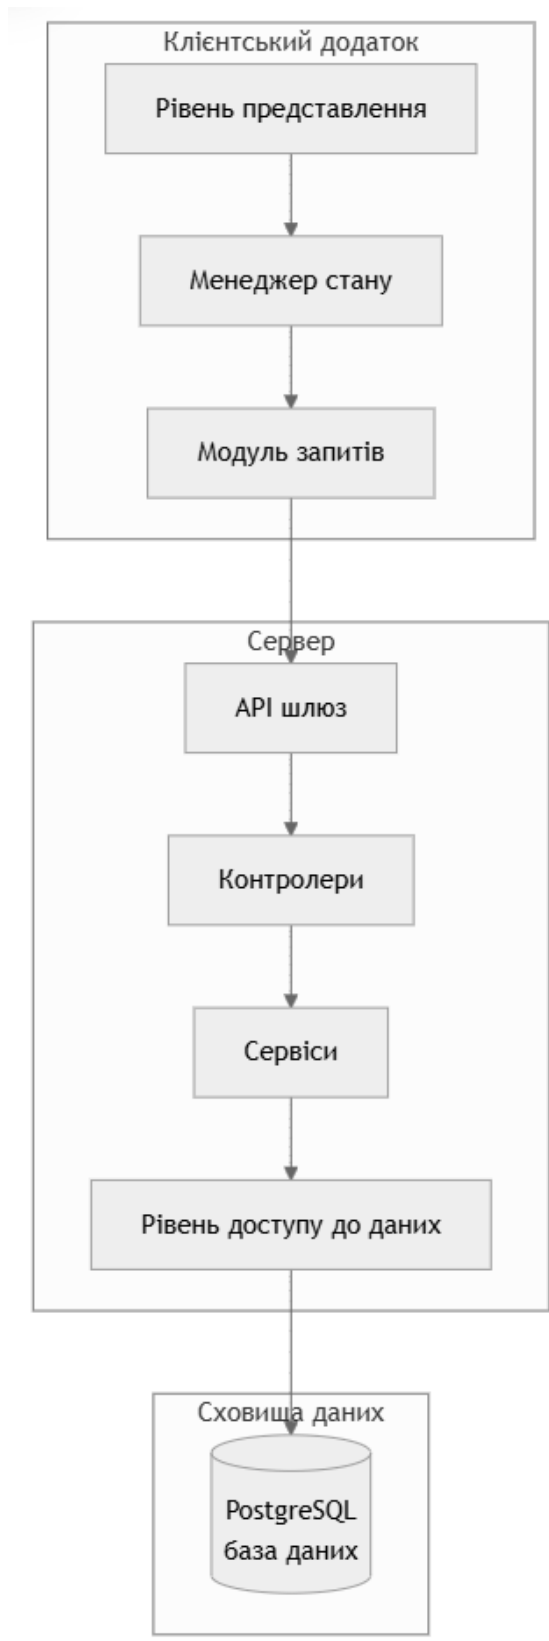 Клієнтський додаток
Рівень представлення
Менеджер стану
Модуль запитів
Сервер
API шлюз
Контролери
Сервіси
Рівень доступу до даних
Сховища даних
PostgreSQL
база даних